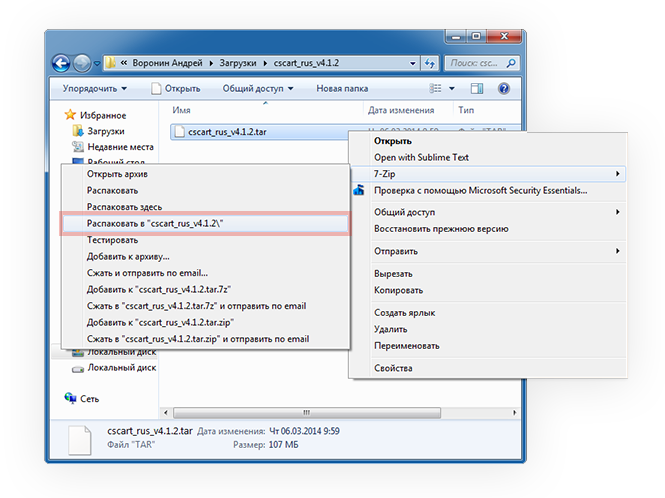 « Воронин Андрей ▸ Загрузки ▸ cscart_rus_v4.1.2
Поиск: csc...
Упорядочить ▾ Открыть Общий доступ ▾ Новая папка
Имя Дата изменения Тип
cscart_rus_v4.1.2.tar
Избранное
Загрузки
Недавние места
Рабочий стол
Открыть
Open with Sublime Text
7-Zip
Проверка с помощью Microsoft Security Essentials...
Общий доступ
Восстановить прежнюю версию
Отправить
Вырезать
Копировать
Создать ярлык
Удалить
Переименовать
Свойства
Открыть архив
Распаковать
Распаковать здесь
Распаковать в "cscart_rus_v4.1.2\"
Тестировать
Добавить к архиву...
Сжать и отправить по email...
Добавить к "cscart_rus_v4.1.2.tar.7z"
Сжать в "cscart_rus_v4.1.2.tar.7z" и отправить по email
Добавить к "cscart_rus_v4.1.2.tar.zip"
Сжать в "cscart_rus_v4.1.2.tar.zip" и отправить по email
Локальный диск
Локальный диск
Сеть
cscart_rus_v4.1.2.tar Дата изменения: Чт 06.03.2014 9:59
Файл "TAR" Размер: 107 МБ